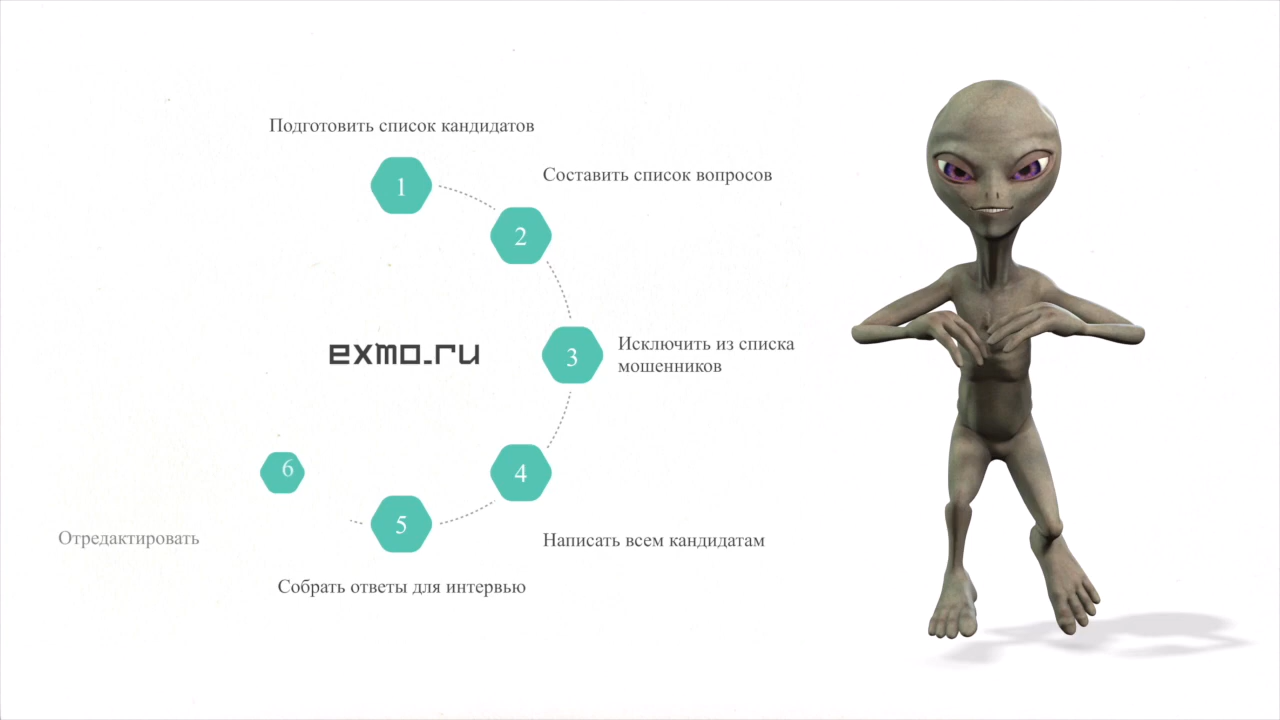 Подготовить список кандидатов
1
Составить список вопросов
2
exmo.ru
3
Исключить из списка
мошенников
6
4
5
Отредактировать
Написать всем кандидатам
Собрать ответы для интервью